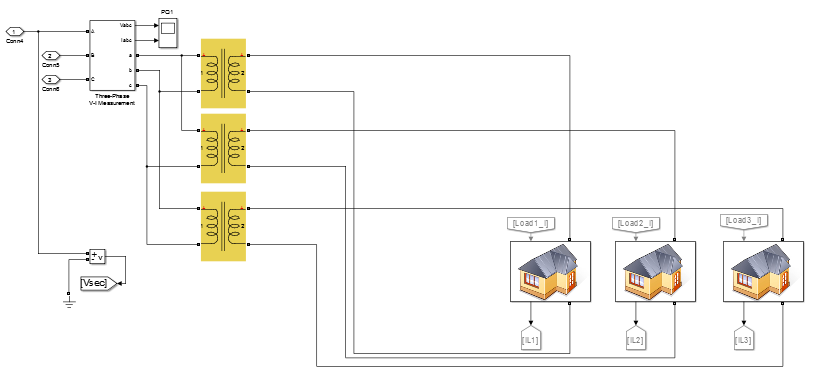 PQ1
1
Conn4
Vabc
A
Iabc
2
B
a
Conn5
b
3
C
c
Conn6
Three-Phase
V-I Measurement
+ +
1 2
+ +
1 2
+ +
1 2
[Load1_I] [Load2_I] [Load3_I]
+
- v
[Vsec]
[IL1] [IL2] [IL3]